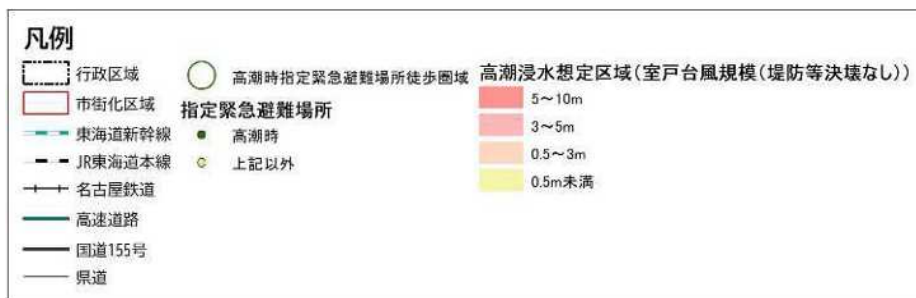 凡例
行政区域
市街化区域
東海道新幹線
JR東海道本線
名古屋鉄道
高速道路
国道155号
県道
高潮時指定緊急避難場所徒歩圏域
指定緊急避難場所
高潮時
上記以外
高潮浸水想定区域(室戸台風規模(堤防等決壊なし))
5~10m
3~5m
0.5~3m
0.5m未満